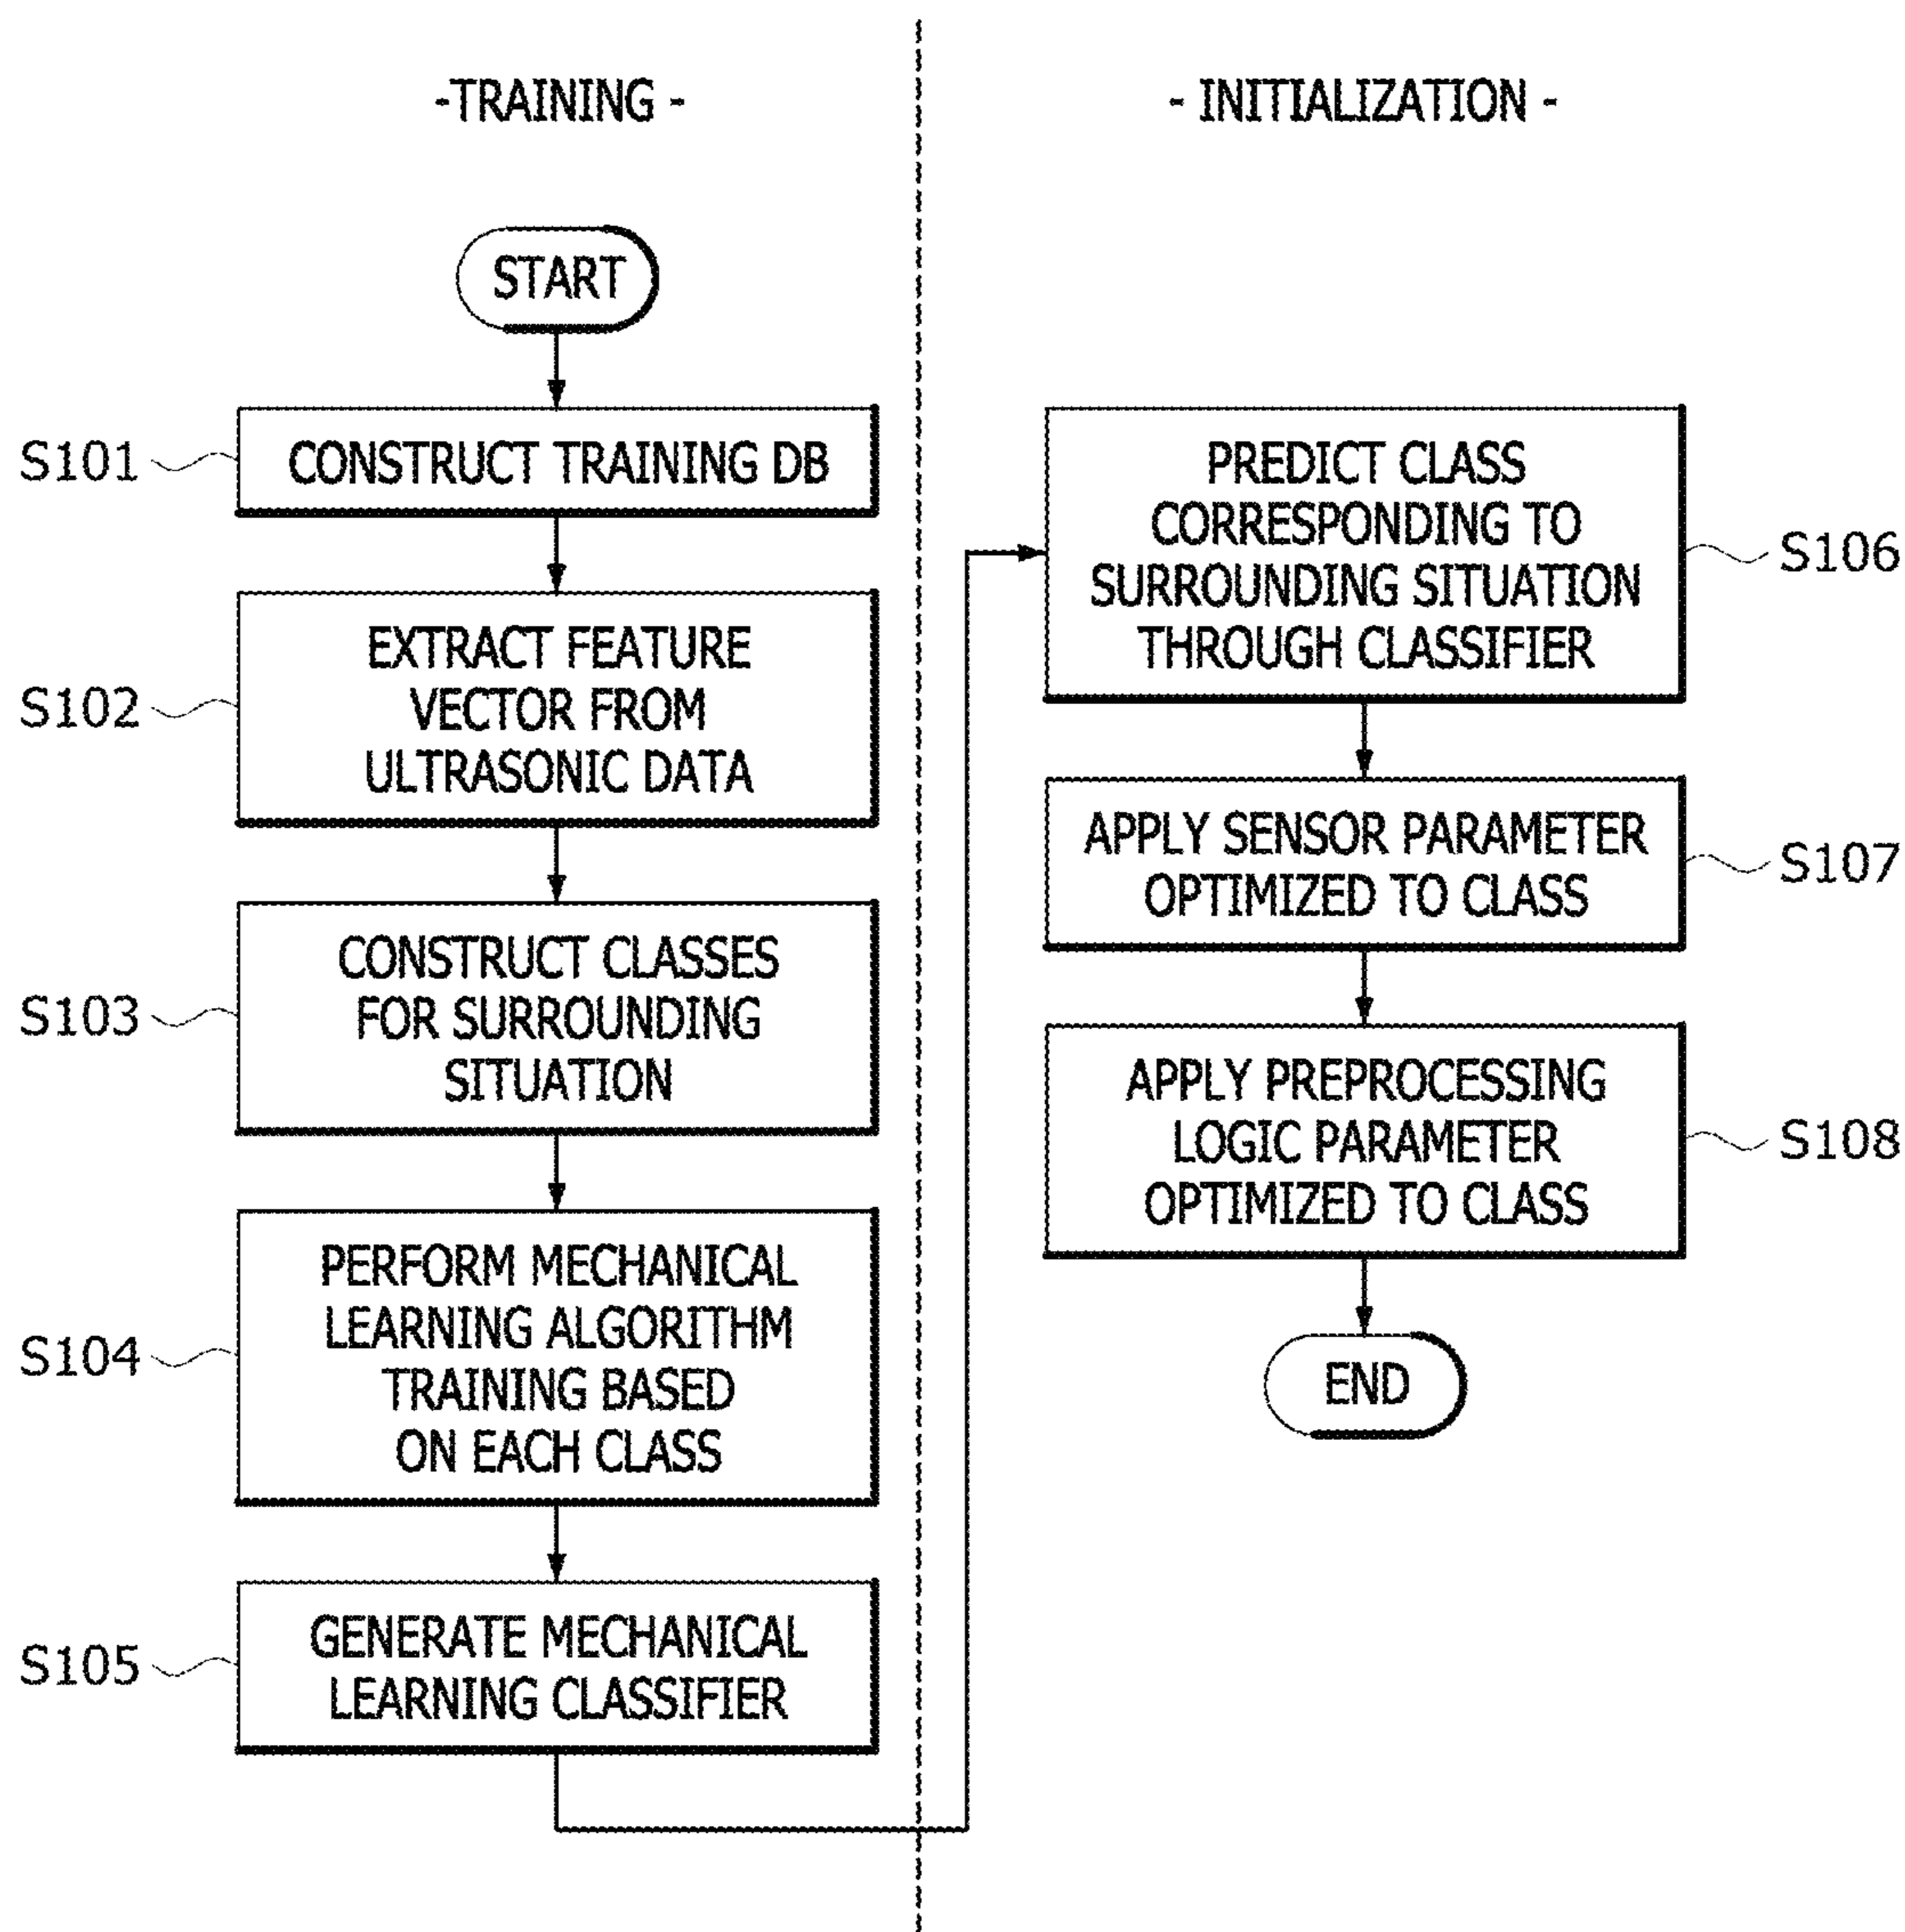 -TRAINING -
START
S101
CONSTRUCT TRAINING DB
S102
EXTRACT FEATURE
VECTOR FROM
ULTRASONIC DATA
S103
CONSTRUCT CLASSES
FOR SURROUNDING
SITUATION
S104
PERFORM MECHANICAL
LEARNING ALGORITHM
TRAINING BASED
ON EACH CLASS
S105
GENERATE MECHANICAL
LEARNING CLASSIFIER
- INITIALIZATION -
PREDICT CLASS
CORRESPONDING TO
SURROUNDING SITUATION
THROUGH CLASSIFIER
S106
APPLY SENSOR PARAMETER
OPTIMIZED TO CLASS
S107
APPLY PREPROCESSING
LOGIC PARAMETER
OPTIMIZED TO CLASS
S108
END